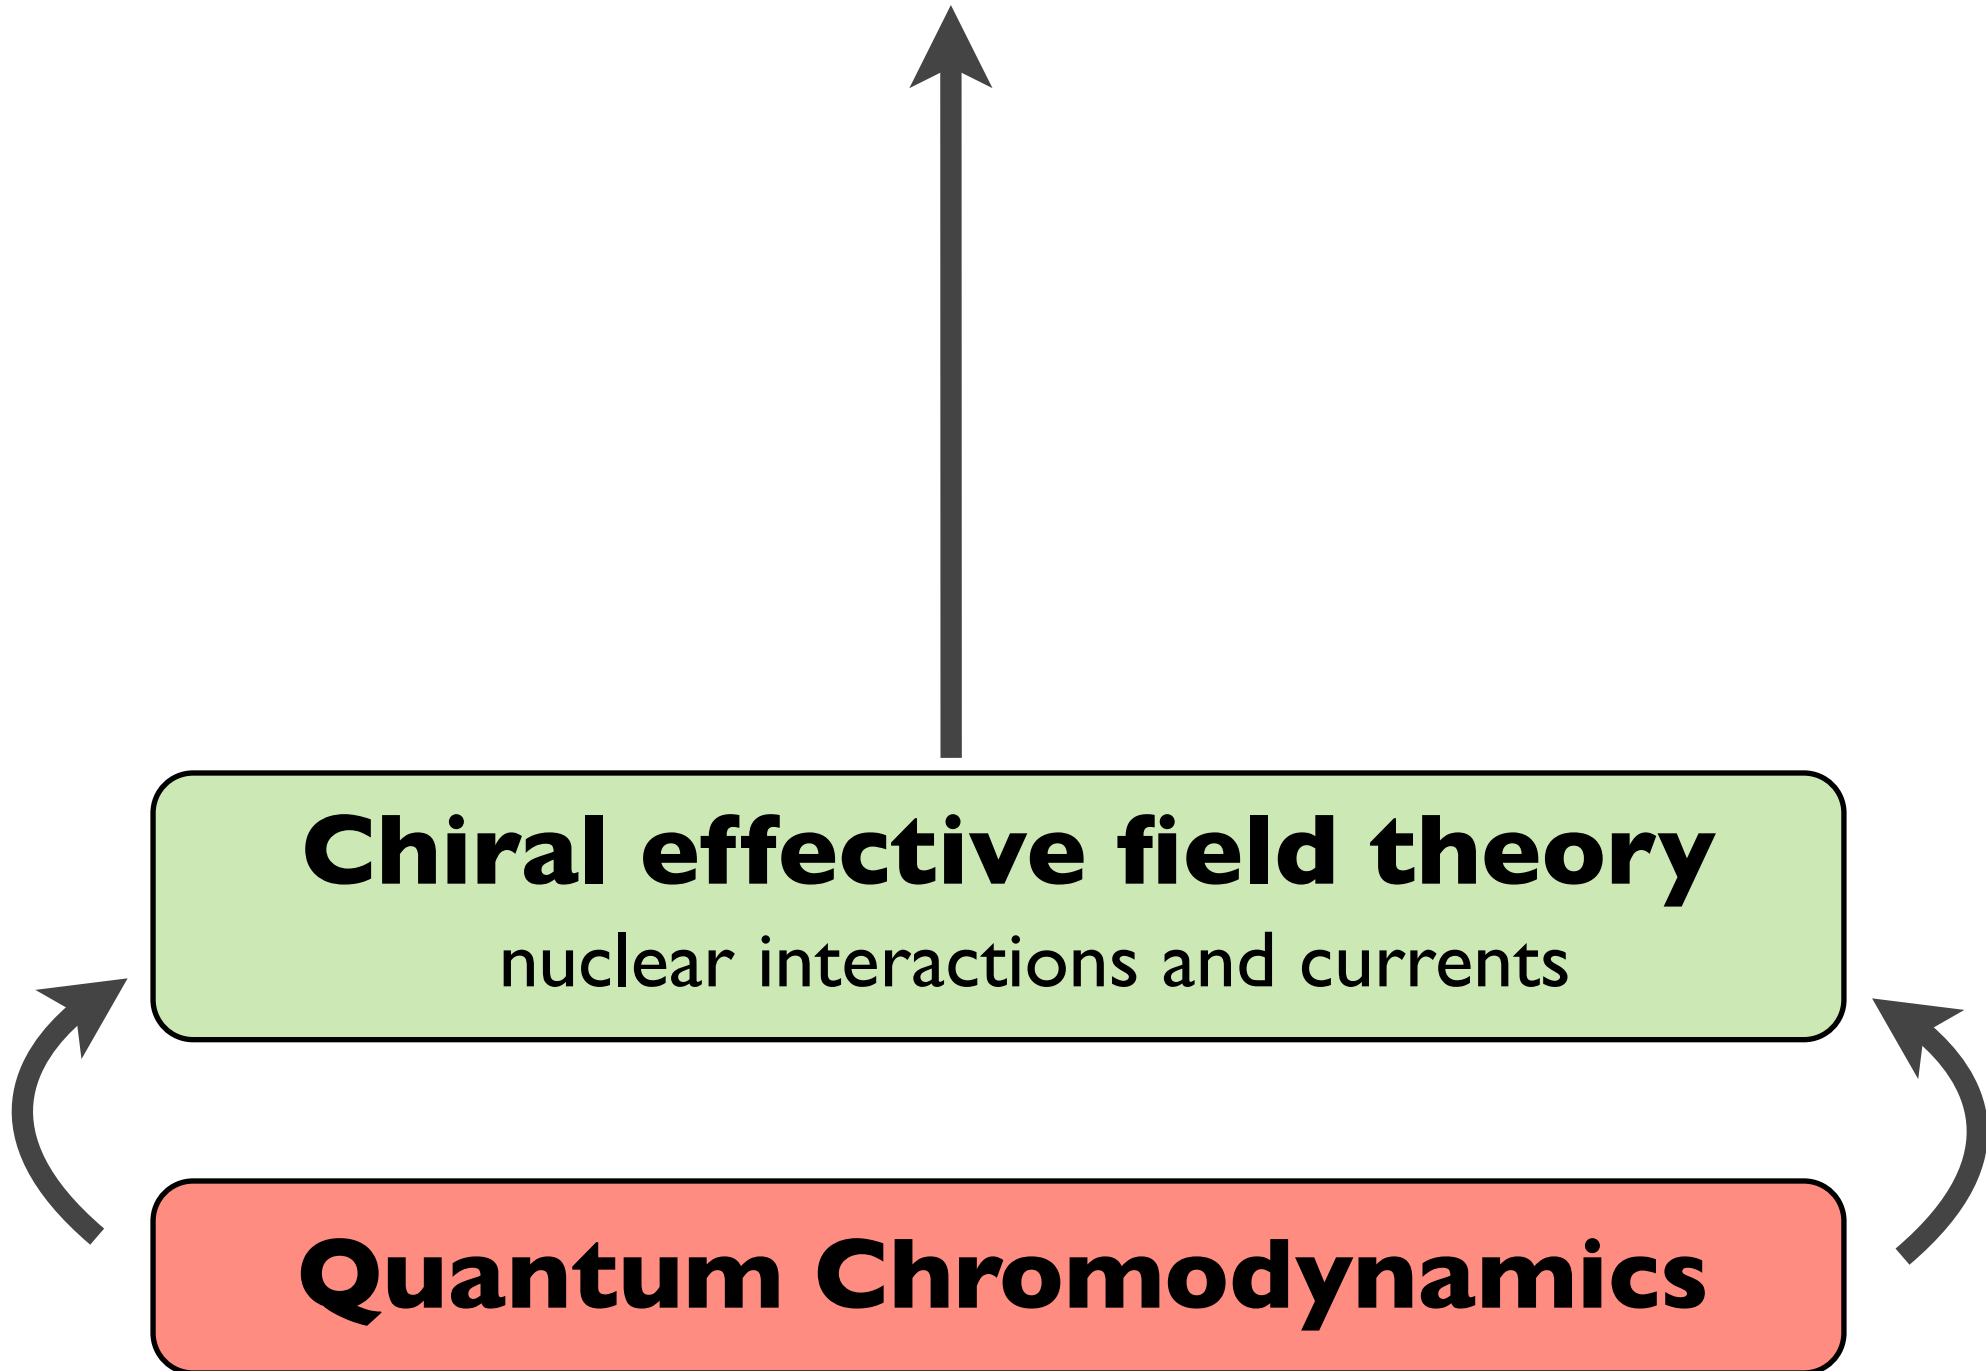 Chiral effective field theory
nuclear interactions and currents
Quantum Chromodynamics